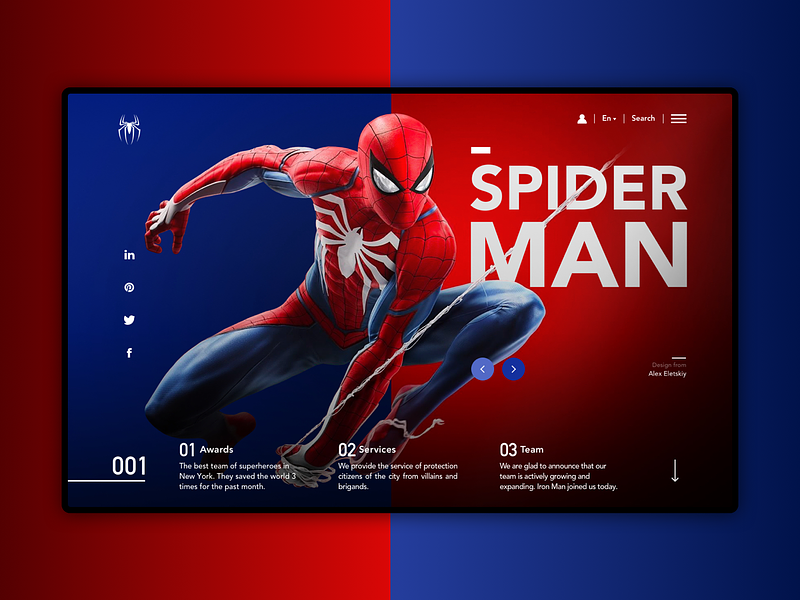 En
Search
SPIDER
MAN
in
Design from
Alex Eletskiy
001
01 Awards
The best team of superheroes in
New York. They saved the world 3
times for the past month.
02 Services
We provide the service of protection
citizens of the city from villains and
brigands.
03 Team
We are glad to announce that our
team is actively growing and
expanding. Iron Man joined us today.